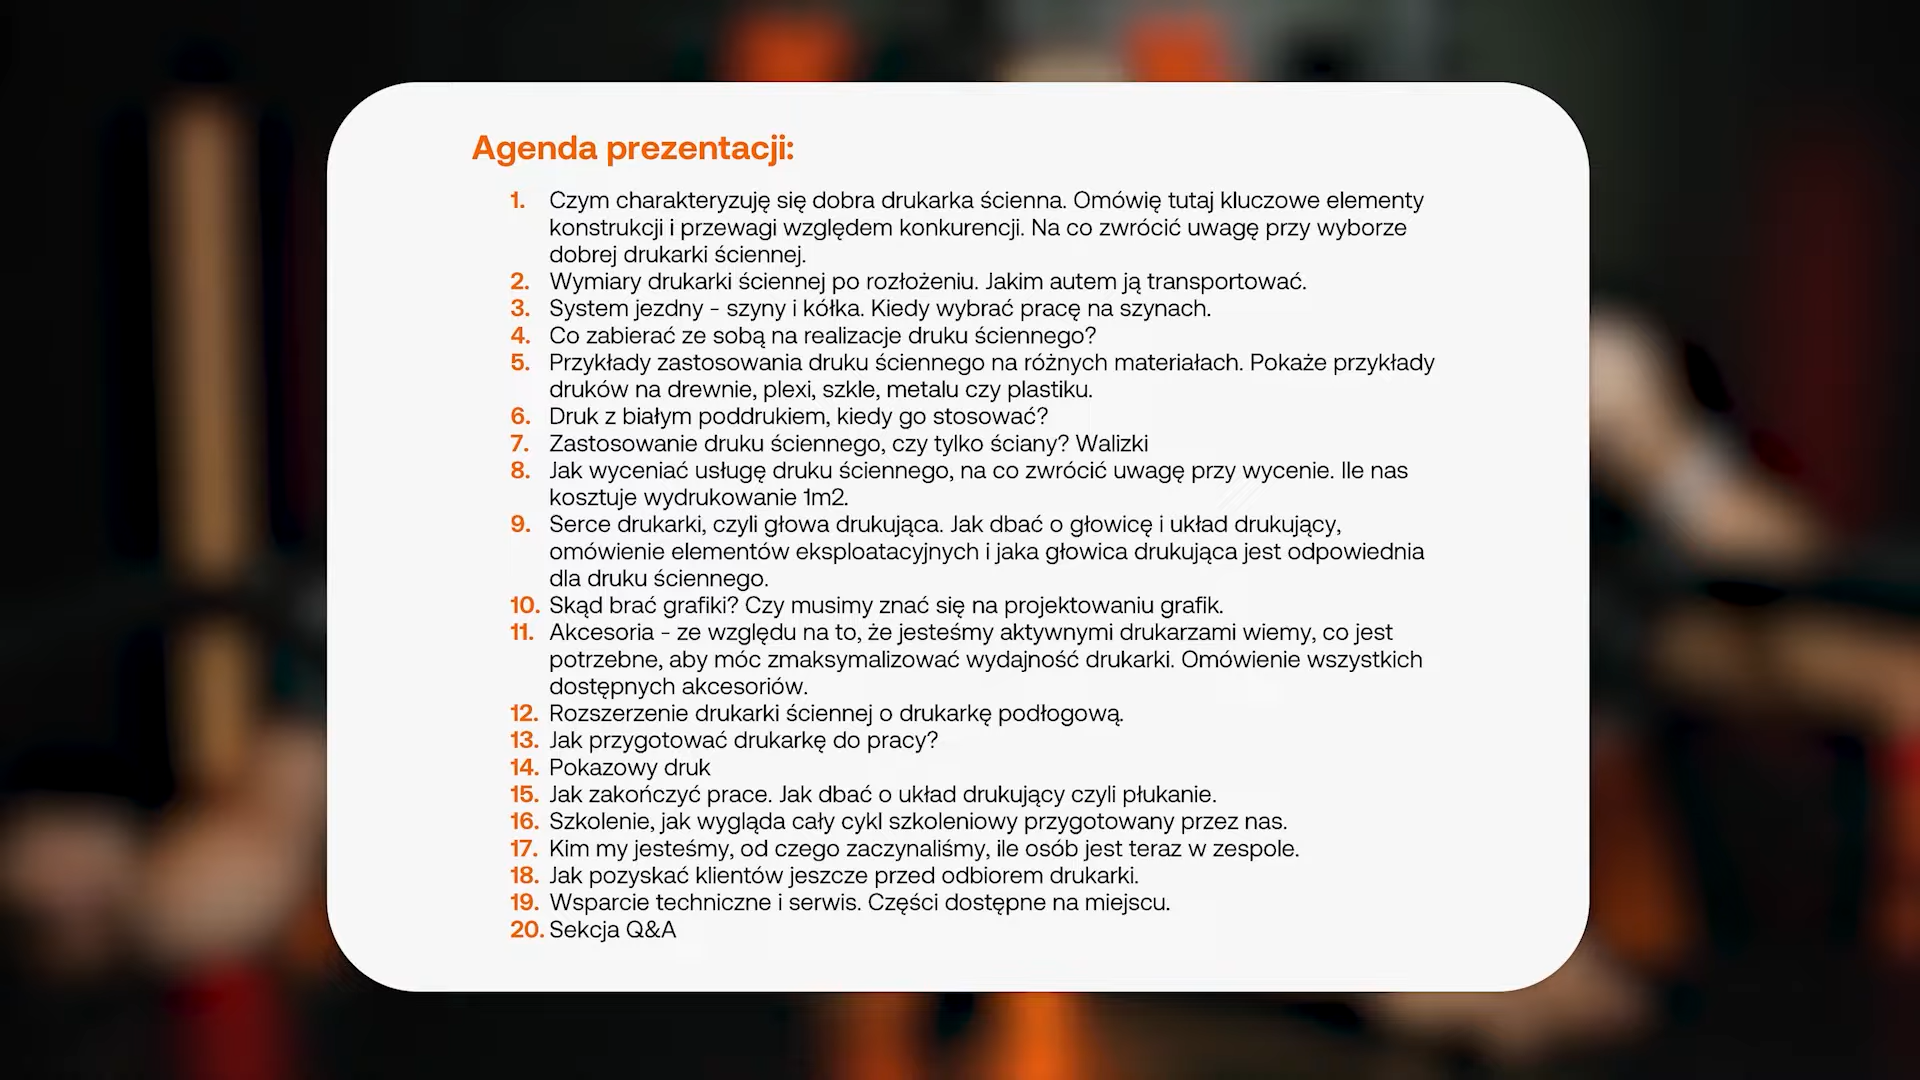 Agenda prezentacji:
1. Czym charakteryzuję się dobra drukarka ścienna. Omówię tutaj kluczowe elementy
konstrukcji i przewagi względem konkurencji. Na co zwrócić uwagę przy wyborze
dobrej drukarki ściennej.
2. Wymiary drukarki ściennej po rozłożeniu. Jakim autem ją transportować.
3. System jezdny - szyny i kółka. Kiedy wybrać pracę na szynach.
4. Co zabierać ze sobą na realizacje druku ściennego?
5. Przykłady zastosowania druku ściennego na różnych materiałach. Pokaże przykłady
druków na drewnie, plexi, szkle, metalu czy plastiku.
6. Druk z białym poddrukiem, kiedy go stosować?
7. Zastosowanie druku ściennego, czy tylko ściany? Walizki
8. Jak wyceniać usługę druku ściennego, na co zwrócić uwagę przy wycenie. Ile nas
kosztuje wydrukowanie 1m2.
9. Serce drukarki, czyli głowa drukująca. Jak dbać o głowicę i układ drukujący,
omówienie elementów eksploatacyjnych i jaka głowica drukująca jest odpowiednia
dla druku ściennego.
10. Skąd brać grafiki? Czy musimy znać się na projektowaniu grafik.
11. Akcesoria - ze względu na to, że jesteśmy aktywnymi drukarzami wiemy, co jest
potrzebne, aby móc zmaksymalizować wydajność drukarki. Omówienie wszystkich
dostępnych akcesoriów.
12. Rozszerzenie drukarki ściennej o drukarkę podłogową.
13. Jak przygotować drukarkę do pracy?
14. Pokazowy druk
15. Jak zakończyć prace. Jak dbać o układ drukujący czyli płukanie.
16. Szkolenie, jak wygląda cały cykl szkoleniowy przygotowany przez nas.
17. Kim my jesteśmy, od czego zaczynaliśmy, ile osób jest teraz w zespole.
18. Jak pozyskać klientów jeszcze przed odbiorem drukarki.
19. Wsparcie techniczne i serwis. Części dostępne na miejscu.
20. Sekcja Q&A